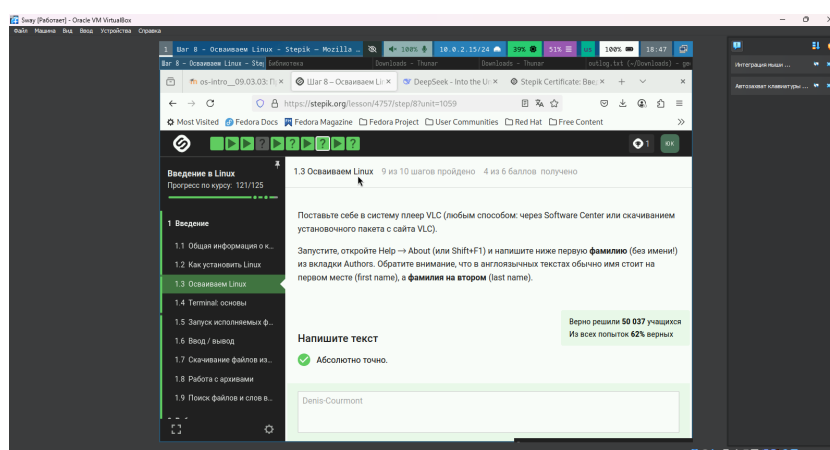 Sway [Работает] - Oracle VM VirtualBox
Файл Машина Вид Ввод Устройства Справка
1 Шаг 8 – Осваиваем Linux – Stepik — Mozilla … 100% 10.0.2.15/24 39% 51% us 100% 18:47
Шаг 8 – Осваиваем Linux – Step Библиотека Downloads - Thunar Downloads - Thunar outlog.txt (~/Downloads) - ge
os-intro__09.03.03: П Шаг 8 – Осваиваем Lin DeepSeek - Into the Un Stepik Certificate: Вве
https://stepik.org/lesson/4757/step/8?unit=1059
Most Visited Fedora Docs Fedora Magazine Fedora Project User Communities Red Hat Free Content
1 ЮК
Введение в Linux
Прогресс по курсу: 121/125
1 Введение
1.1 Общая информация о к...
1.2 Как установить Linux
1.3 Осваиваем Linux
1.4 Terminal: основы
1.5 Запуск исполняемых ф...
1.6 Ввод / вывод
1.7 Скачивание файлов из...
1.8 Работа с архивами
1.9 Поиск файлов и слов в...
1.3 Осваиваем Linux 9 из 10 шагов пройдено 4 из 6 баллов получено
Поставьте себе в систему плеер VLC (любым способом: через Software Center или скачиванием
установочного пакета с сайта VLC).
Запустите, откройте Help → About (или Shift+F1) и напишите ниже первую фамилию (без имени!)
из вкладки Authors. Обратите внимание, что в англоязычных текстах обычно имя стоит на
первом месте (first name), а фамилия на втором (last name).
Верно решили 50 037 учащихся
Из всех попыток 62% верных
Напишите текст
Абсолютно точно.
Denis-Courmont
Интеграция мыши ...
Автозахват клавиатуры ...